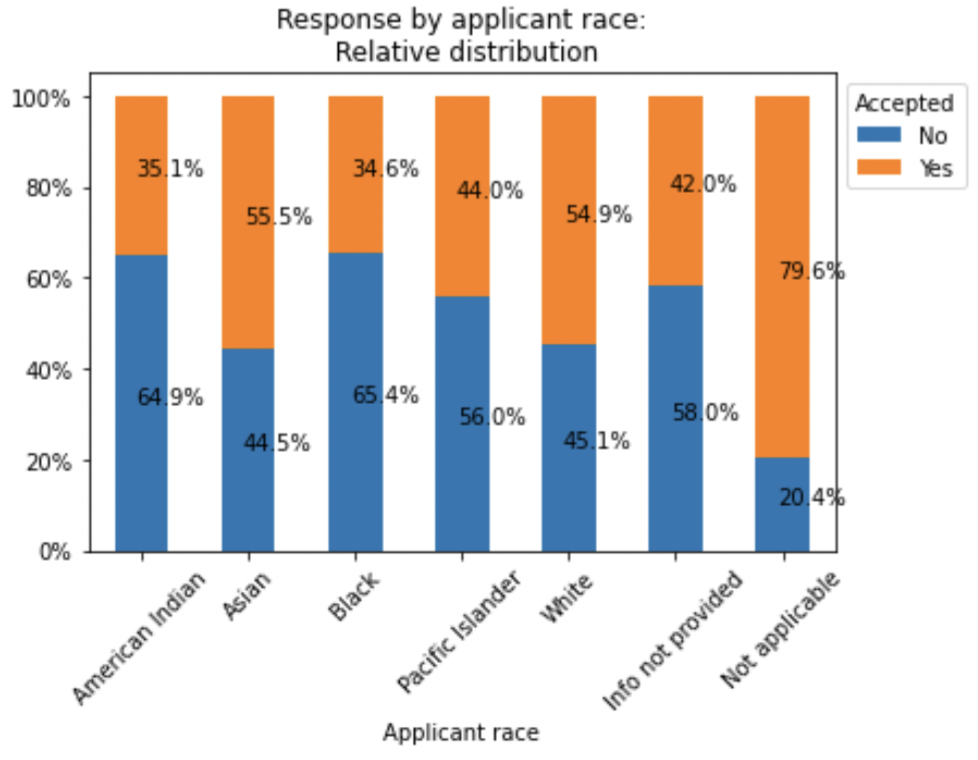 Response by applicant race:
Relative distribution
100%
80%
60%
40%
20%
0%
35.1%
64.9%
55.5%
44.5%
34.6%
65.4%
44.0%
56.0%
54.9%
45.1%
42.0%
58.0%
79.6%
20.4%
American Indian
Asian
Black
Pacific Islander
White
Info not provided
Not applicable
Applicant race
Accepted
No
Yes